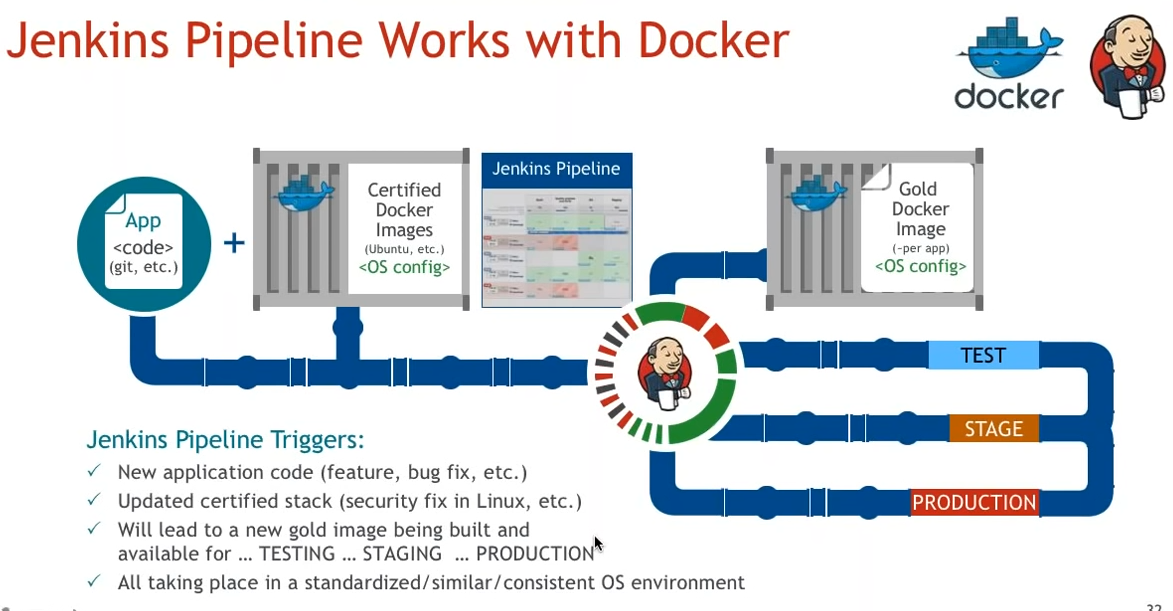 Jenkins Pipeline Works with Docker
docker
App
<code>
(git, etc.)
+
Certified
Docker
Images
(Ubuntu, etc.)
<OS config>
Jenkins Pipeline
Gold
Docker
Image
(~per app)
<OS config>
TEST
STAGE
PRODUCTION
Jenkins Pipeline Triggers:
✓ New application code (feature, bug fix, etc.)
✓ Updated certified stack (security fix in Linux, etc.)
✓ Will lead to a new gold image being built and
available for … TESTING … STAGING … PRODUCTION
✓ All taking place in a standardized/similar/consistent OS environment